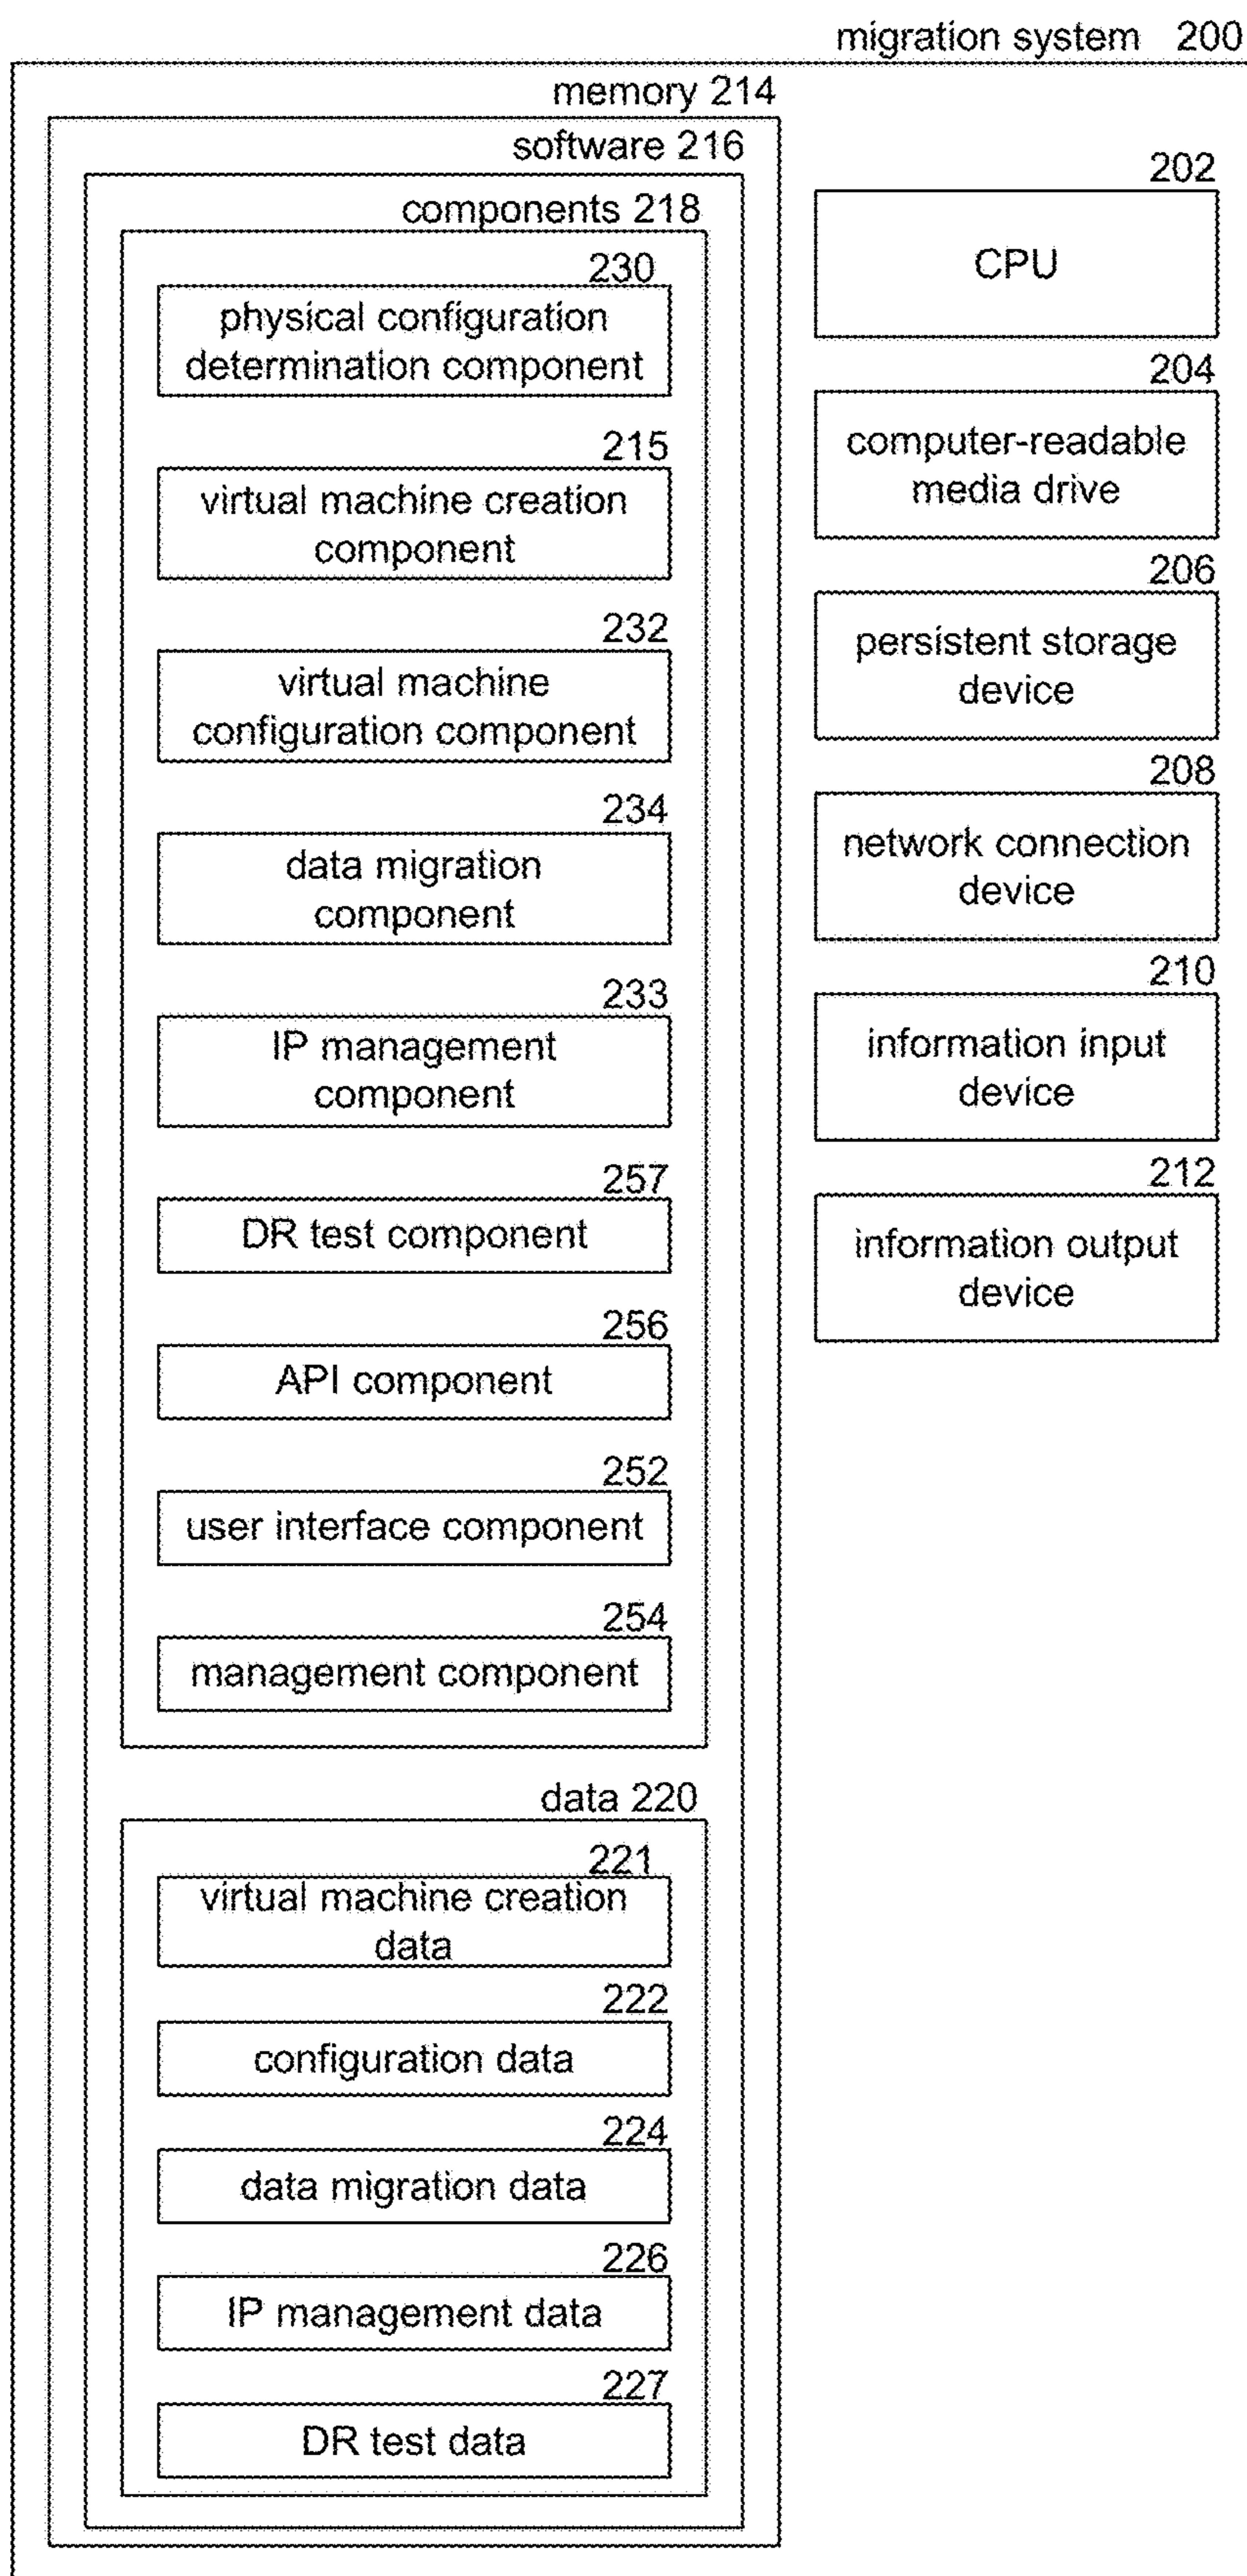 migration system 200
memory 214
software 216
components 218
230
physical configuration
determination component
215
virtual machine creation
component
232
virtual machine
configuration component
234
data migration
component
233
IP management
component
257
DR test component
256
API component
252
user interface component
254
management component
data 220
221
virtual machine creation
data
222
configuration data
224
data migration data
226
IP management data
227
DR test data
202
CPU
204
computer-readable
media drive
206
persistent storage
device
208
network connection
device
210
information input
device
212
information output
device